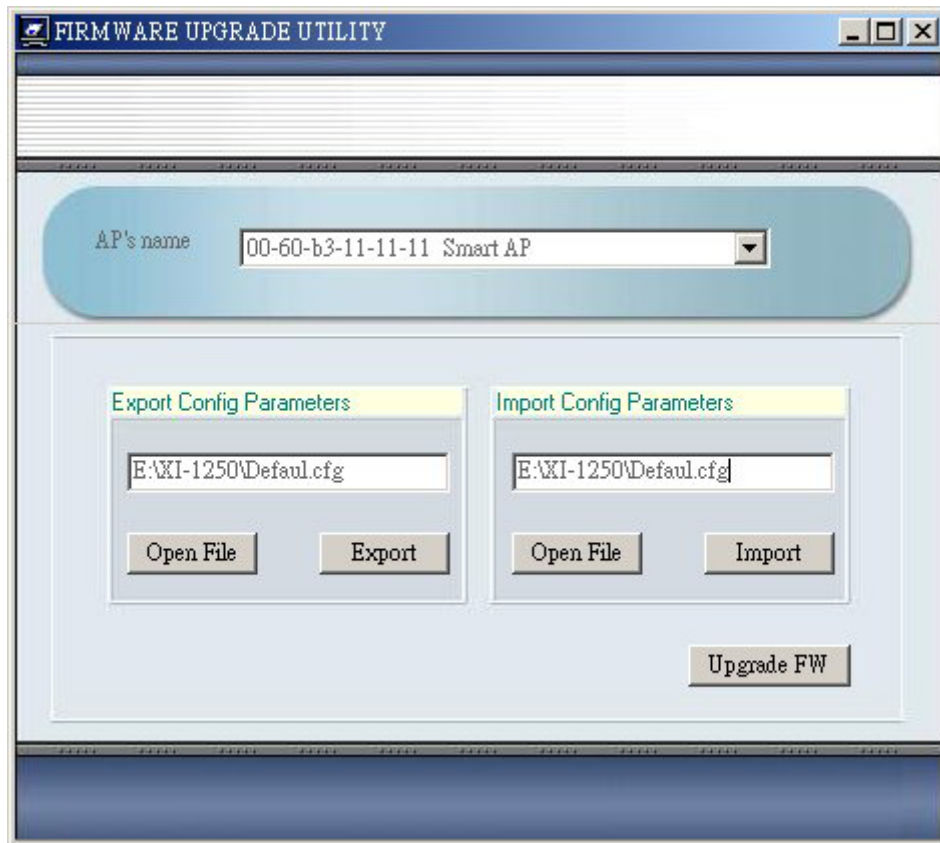 FIRMWARE UPGRADE UTILITY
AP's name
00-60-b3-11-11-11 Smart AP
Export Config Parameters
E:\XI-1250\Defaul.cfg
Open File
Export
Import Config Parameters
E:\XI-1250\Defaul.cfg
Open File
Import
Upgrade FW